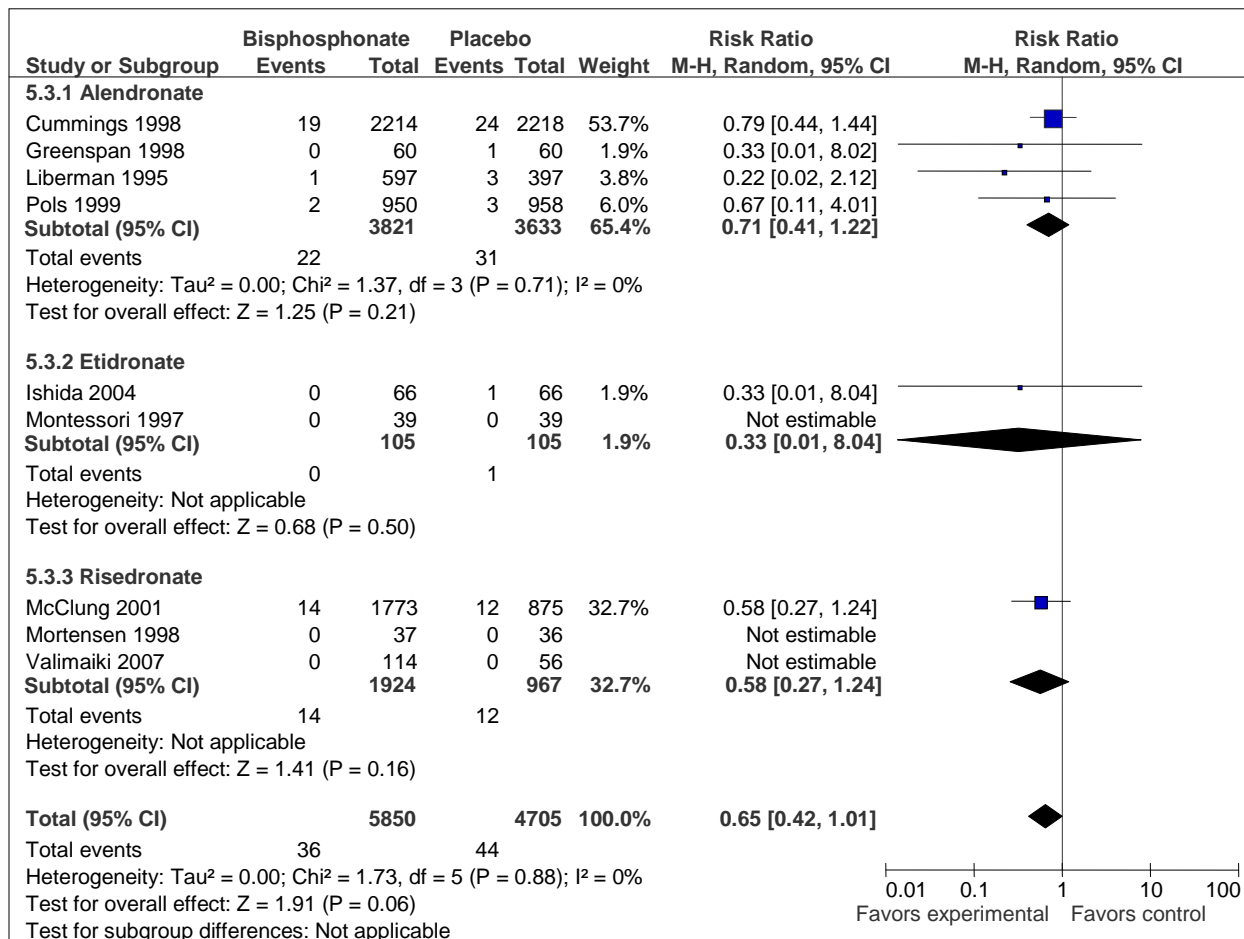 Bisphosphonate Placebo Risk Ratio Risk Ratio
Study or Subgroup Events Total Events Total Weight M-H, Random, 95% CI M-H, Random, 95% CI
5.3.1 Alendronate
Cummings 1998 19 2214 24 2218 53.7% 0.79 [0.44, 1.44]
Greenspan 1998 0 60 1 60 1.9% 0.33 [0.01, 8.02]
Liberman 1995 1 597 3 397 3.8% 0.22 [0.02, 2.12]
Pols 1999 2 950 3 958 6.0% 0.67 [0.11, 4.01]
Subtotal (95% CI) 3821 3633 65.4% 0.71 [0.41, 1.22]
Total events 22 31
Heterogeneity: Tau² = 0.00; Chi² = 1.37, df = 3 (P = 0.71); I² = 0%
Test for overall effect: Z = 1.25 (P = 0.21)
5.3.2 Etidronate
Ishida 2004 0 66 1 66 1.9% 0.33 [0.01, 8.04]
Montessori 1997 0 39 0 39 Not estimable
Subtotal (95% CI) 105 105 1.9% 0.33 [0.01, 8.04]
Total events 0 1
Heterogeneity: Not applicable
Test for overall effect: Z = 0.68 (P = 0.50)
5.3.3 Risedronate
McClung 2001 14 1773 12 875 32.7% 0.58 [0.27, 1.24]
Mortensen 1998 0 37 0 36 Not estimable
Valimaiki 2007 0 114 0 56 Not estimable
Subtotal (95% CI) 1924 967 32.7% 0.58 [0.27, 1.24]
Total events 14 12
Heterogeneity: Not applicable
Test for overall effect: Z = 1.41 (P = 0.16)
Total (95% CI) 5850 4705 100.0% 0.65 [0.42, 1.01]
Total events 36 44
Heterogeneity: Tau² = 0.00; Chi² = 1.73, df = 5 (P = 0.88); I² = 0%
Test for overall effect: Z = 1.91 (P = 0.06)
Test for subgroup differences: Not applicable
0.01 0.1 1 10 100
Favors experimental Favors control